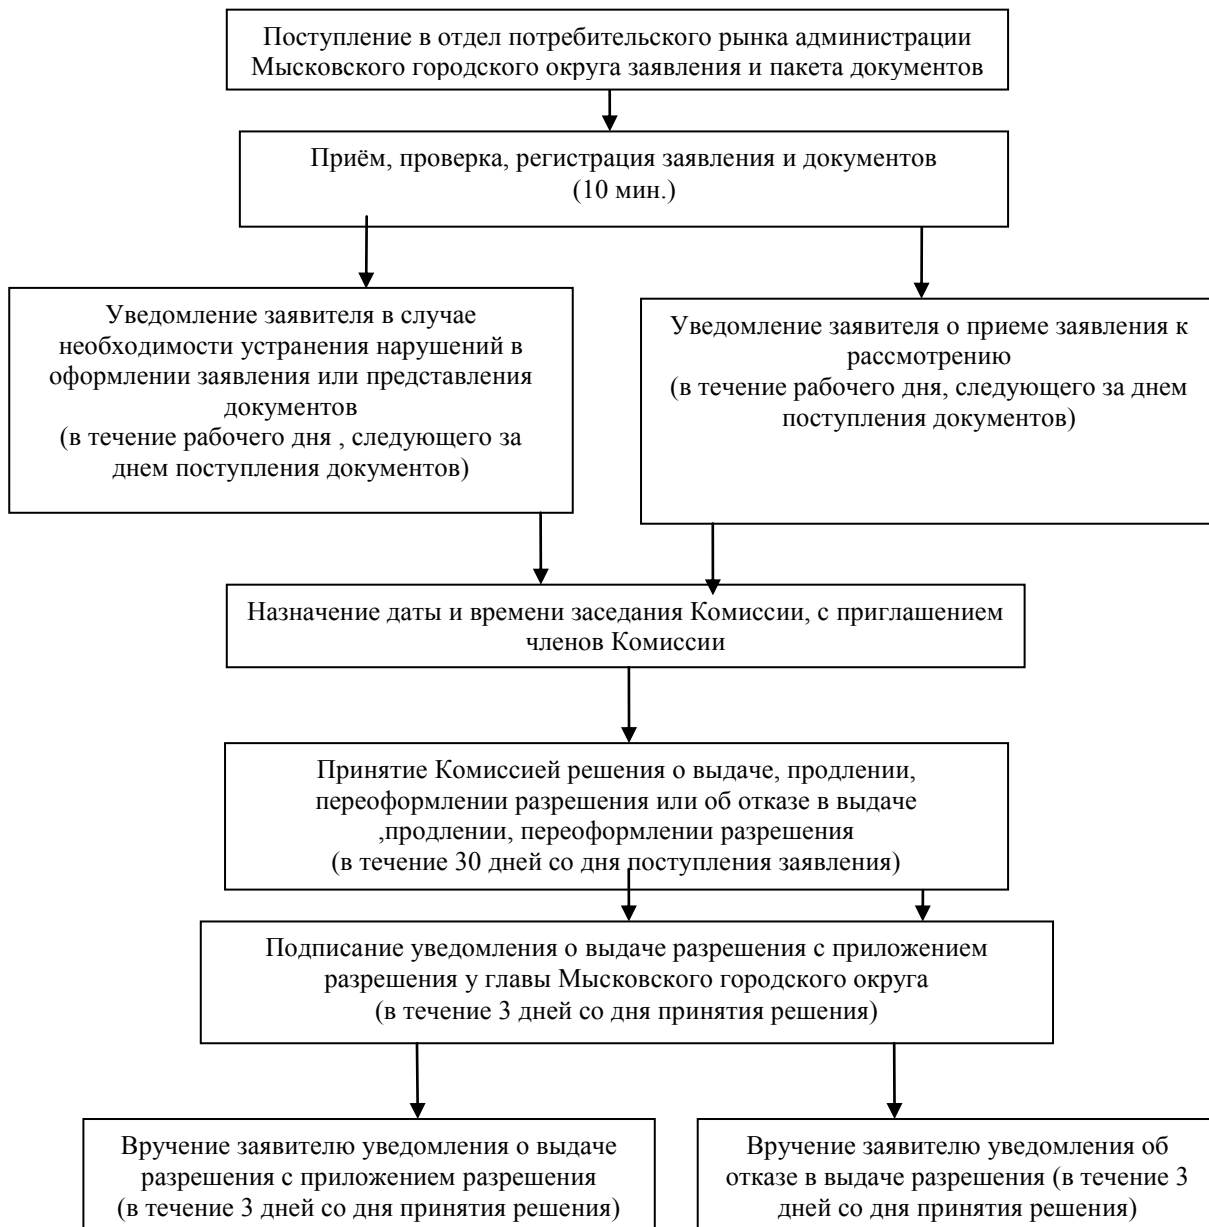 Поступление в отдел потребительского рынка администрации
Мысковского городского округа заявления и пакета документов
Приём, проверка, регистрация заявления и документов
(10 мин.)
Уведомление заявителя в случае
необходимости устранения нарушений в
оформлении заявления или представления
документов
(в течение рабочего дня , следующего за
днем поступления документов)
Уведомление заявителя о приеме заявления к
рассмотрению
(в течение рабочего дня, следующего за днем
поступления документов)
Назначение даты и времени заседания Комиссии, с приглашением
членов Комиссии
Принятие Комиссией решения о выдаче, продлении,
переоформлении разрешения или об отказе в выдаче
,продлении, переоформлении разрешения
(в течение 30 дней со дня поступления заявления)
Подписание уведомления о выдаче разрешения с приложением
разрешения у главы Мысковского городского округа
(в течение 3 дней со дня принятия решения)
Вручение заявителю уведомления о выдаче
разрешения с приложением разрешения
(в течение 3 дней со дня принятия решения)
Вручение заявителю уведомления об
отказе в выдаче разрешения (в течение 3
дней со дня принятия решения)